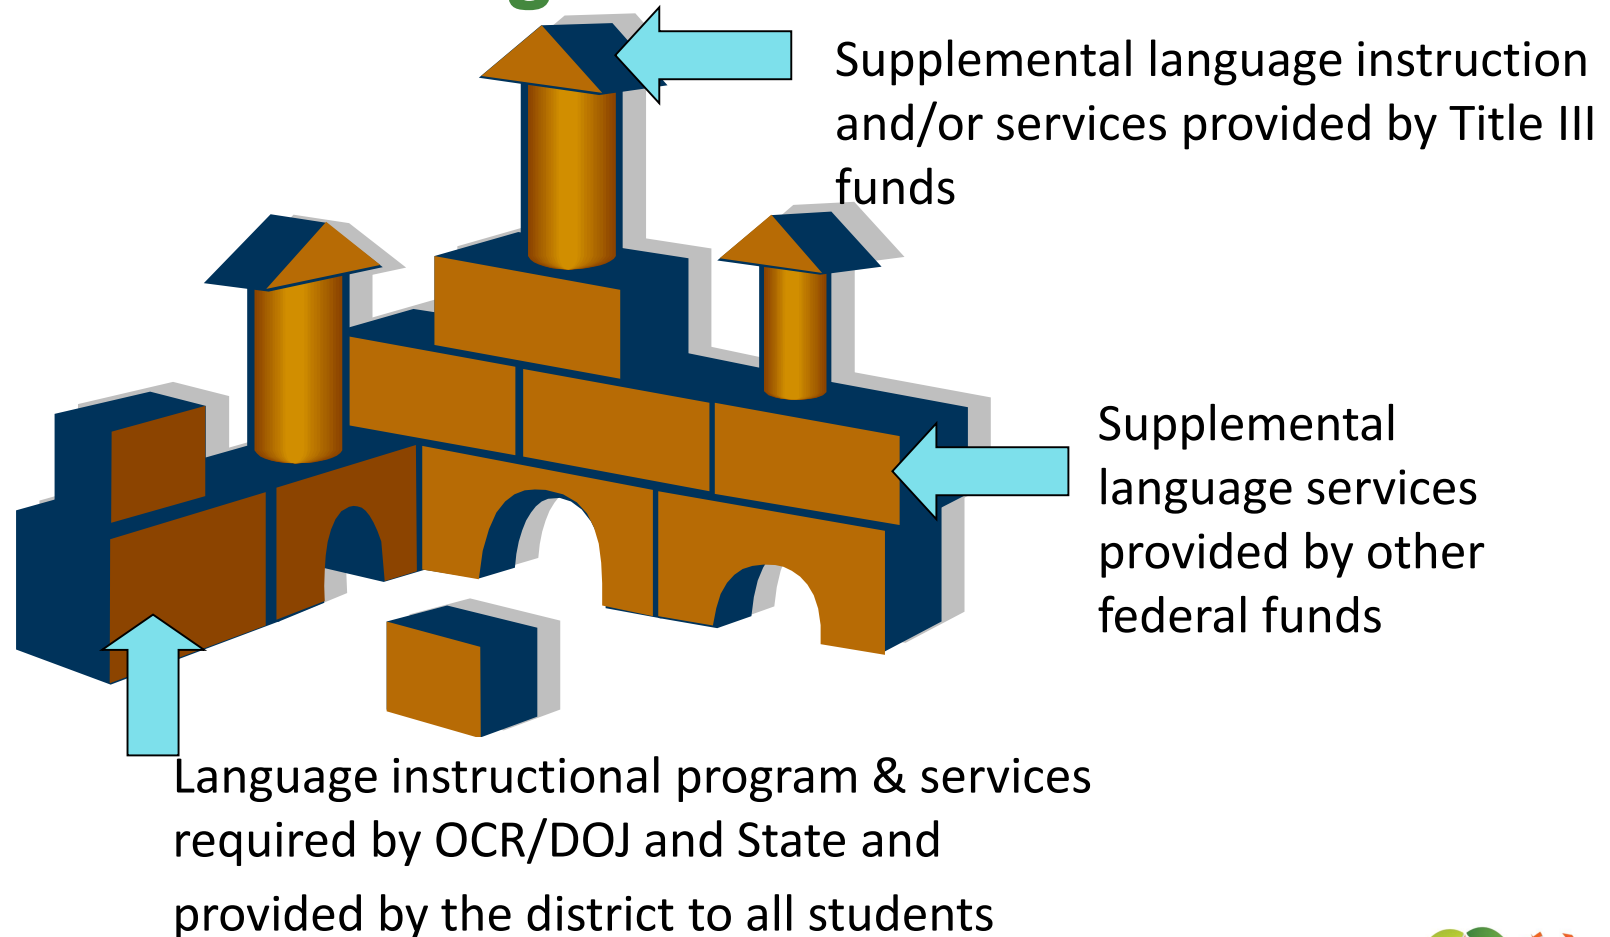 Supplemental language instruction
and/or services provided by Title III
funds
Supplemental
language services
provided by other
federal funds
Language instructional program & services
required by OCR/DOJ and State and
provided by the district to all students